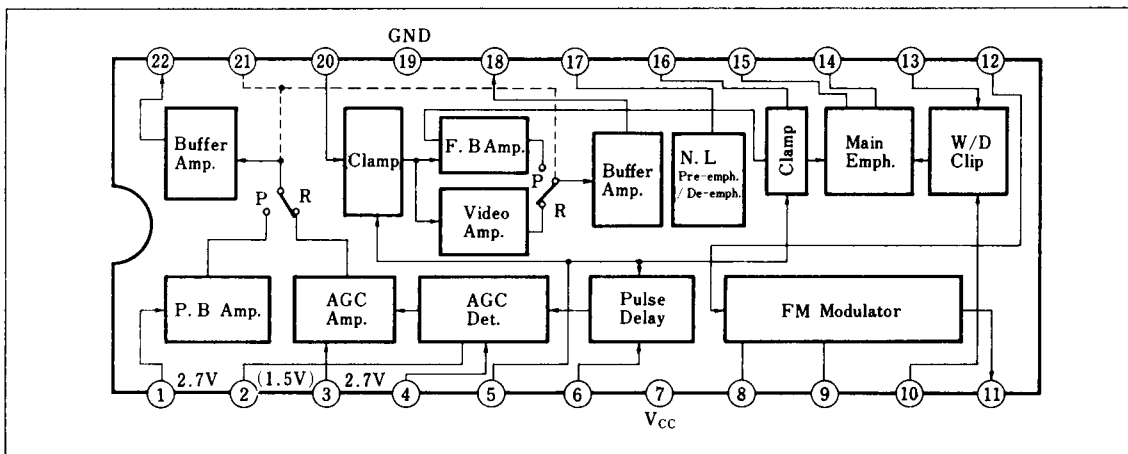 GND
22 21 20 19 18 17 16 15 14 13 12
Buffer Amp.
Clamp
F. B Amp.
Video Amp.
P
R
Buffer Amp.
N. L Pre-emph. / De-emph.
Clamp
Main Emph.
W/D Clip
P
R
P. B Amp.
AGC Amp.
AGC Det.
Pulse Delay
FM Modulator
2.7V (1.5V) 2.7V
1 2 3 4 5 6 7 8 9 10 11
VCC